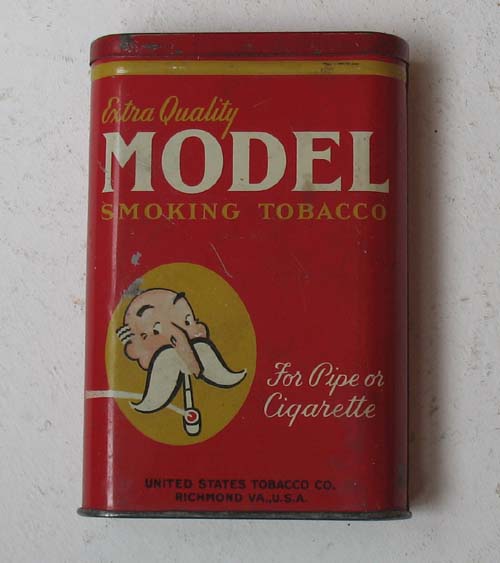 Extra Quality
MODEL
SMOKING TOBACCO
For Pipe or
Cigarette
UNITED STATES TOBACCO CO.
RICHMOND VA., U.S.A.